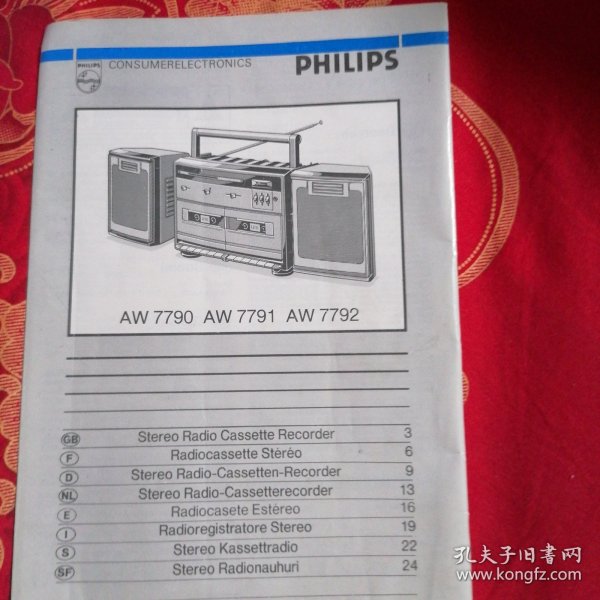 PHILIPS
CONSUMERELECTRONICS
PHILIPS
AW 7790 AW 7791 AW 7792
GB Stereo Radio Cassette Recorder 3
F Radiocassette Stéréo 6
D Stereo Radio-Cassetten-Recorder 9
NL Stereo Radio-Cassetterecorder 13
E Radiocasete Estéreo 16
I Radioregistratore Stereo 19
S Stereo Kassettradio 22
SF Stereo Radionauhuri 24
孔夫子旧书网
www.kongfz.com